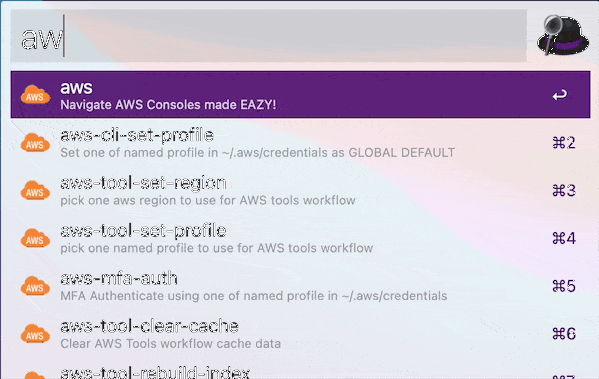 aw
aws
Navigate AWS Consoles made EAZY!
AWS
aws-cli-set-profile
⌘2
Set one of named profile in ~/.aws/credentials as GLOBAL DEFAULT
AWS
aws-tool-set-region
⌘3
pick one aws region to use for AWS tools workflow
AWS
aws-tool-set-profile
⌘4
pick one named profile to use for AWS tools workflow
AWS
aws-mfa-auth
⌘5
MFA Authenticate using one of named profile in ~/.aws/credentials
AWS
aws-tool-clear-cache
⌘6
Clear AWS Tools workflow cache data
AWS
aws-tool-rebuild-index
⌘7